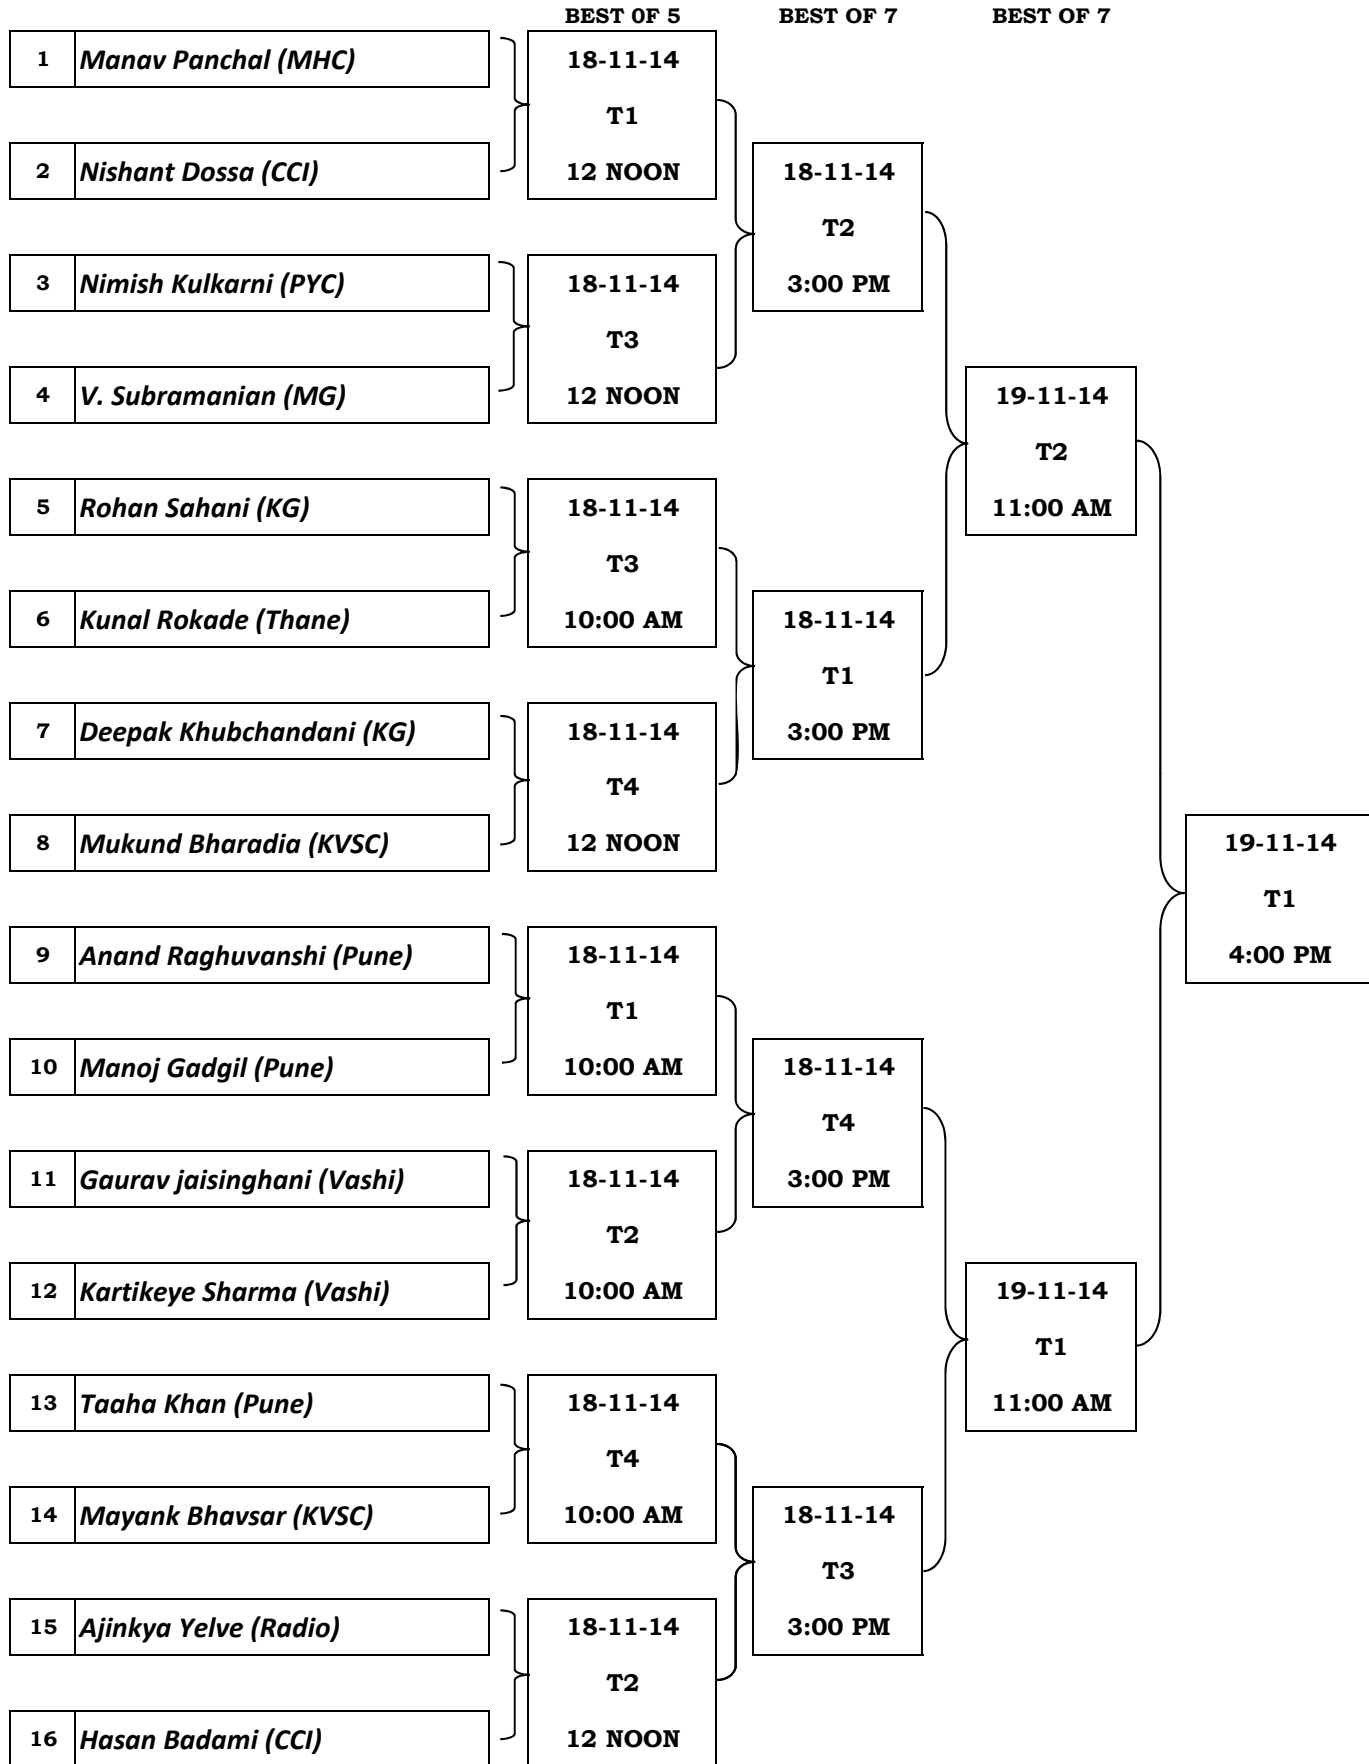 BEST 0F 5 BEST OF 7 BEST OF 7
1 Manav Panchal (MHC) 18-11-14
T1
2 Nishant Dossa (CCI) 12 NOON 18-11-14
T2
3 Nimish Kulkarni (PYC) 18-11-14 3:00 PM
T3
4 V. Subramanian (MG) 12 NOON 19-11-14
T2
5 Rohan Sahani (KG) 18-11-14 11:00 AM
T3
6 Kunal Rokade (Thane) 10:00 AM 18-11-14
T1
7 Deepak Khubchandani (KG) 18-11-14 3:00 PM
T4
8 Mukund Bharadia (KVSC) 12 NOON 19-11-14
T1
9 Anand Raghuvanshi (Pune) 18-11-14 4:00 PM
T1
10 Manoj Gadgil (Pune) 10:00 AM 18-11-14
T4
11 Gaurav jaisinghani (Vashi) 18-11-14 3:00 PM
T2
12 Kartikeye Sharma (Vashi) 10:00 AM 19-11-14
T1
13 Taaha Khan (Pune) 18-11-14 11:00 AM
T4
14 Mayank Bhavsar (KVSC) 10:00 AM 18-11-14
T3
15 Ajinkya Yelve (Radio) 18-11-14 3:00 PM
T2
16 Hasan Badami (CCI) 12 NOON